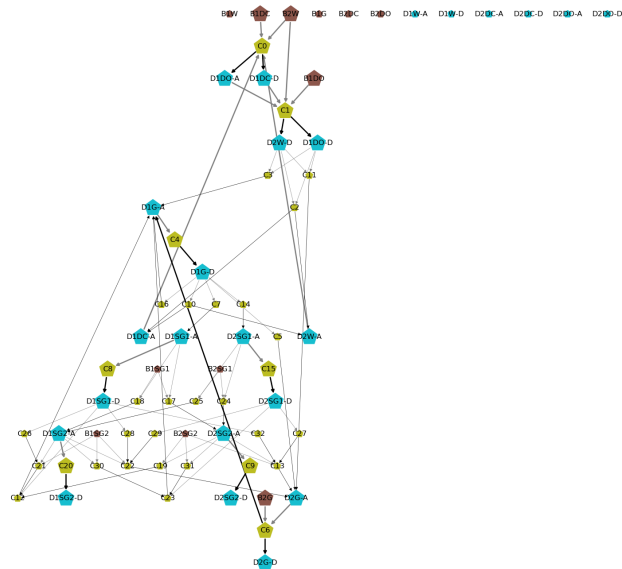 B1W B1DC B2W B1G B2DC B2DO D1W-A D1W-D D2DC-A D2DC-D D2DO-A D2DO-D
C0
D1DO-A D1DC-D B1DO
C1
D2W-D D1DO-D
C3 C11
D1G-A C2
C4
D1G-D
C16 C10 C7 C14
D1DC-A D1SG1-A D2SG1-A C5 D2W-A
C8 B1SG1 B2SG1 C15
D1SG1-D C18 C17 C25 C24 D2SG1-D
C26 D1SG2-A B1SG2 C28 C29 B2SG2 D2SG2-A C32 C27
C21 C20 C30 C22 C19 C31 C9 C13
C12 D1SG2-D C23 D2SG2-D B2G D2G-A
C6
D2G-D